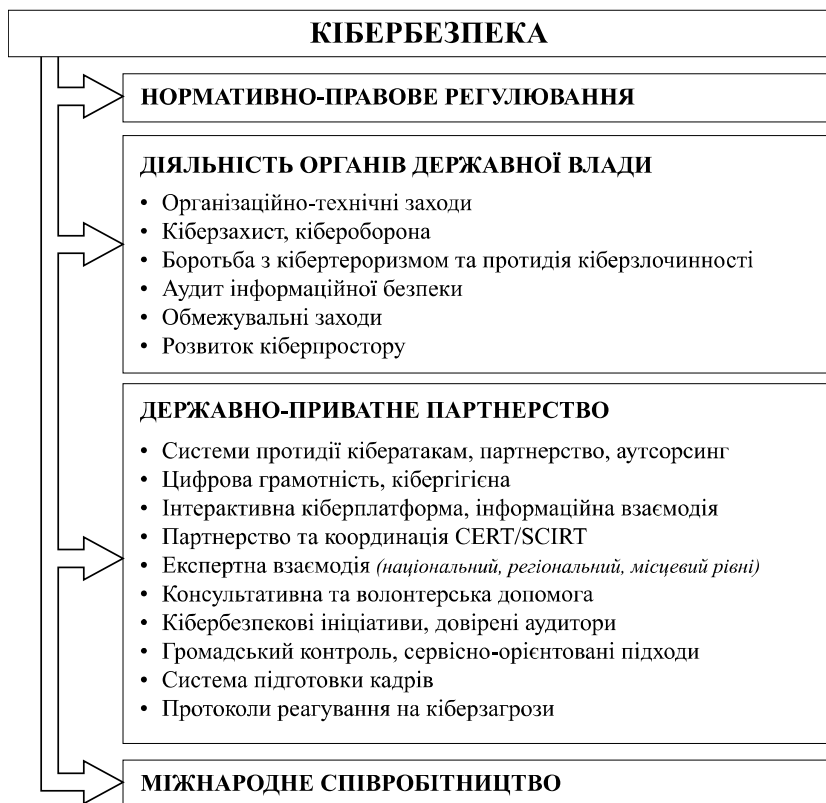 КІБЕРБЕЗПЕКА
НОРМАТИВНО-ПРАВОВЕ РЕГУЛЮВАННЯ
ДІЯЛЬНІСТЬ ОРГАНІВ ДЕРЖАВНОЇ ВЛАДИ
• Організаційно-технічні заходи
• Кіберзахист, кібероборона
• Боротьба з кібертероризмом та протидія кіберзлочинності
• Аудит інформаційної безпеки
• Обмежувальні заходи
• Розвиток кіберпростору
ДЕРЖАВНО-ПРИВАТНЕ ПАРТНЕРСТВО
• Системи протидії кібератакам, партнерство, аутсорсинг
• Цифрова грамотність, кібергігієна
• Інтерактивна кіберплатформа, інформаційна взаємодія
• Партнерство та координація CERT/SCIRT
• Експертна взаємодія (національний, регіональний, місцевий рівні)
• Консультативна та волонтерська допомога
• Кібербезпекові ініціативи, довірені аудитори
• Громадський контроль, сервісно-орієнтовані підходи
• Система підготовки кадрів
• Протоколи реагування на кіберзагрози
МІЖНАРОДНЕ СПІВРОБІТНИЦТВО